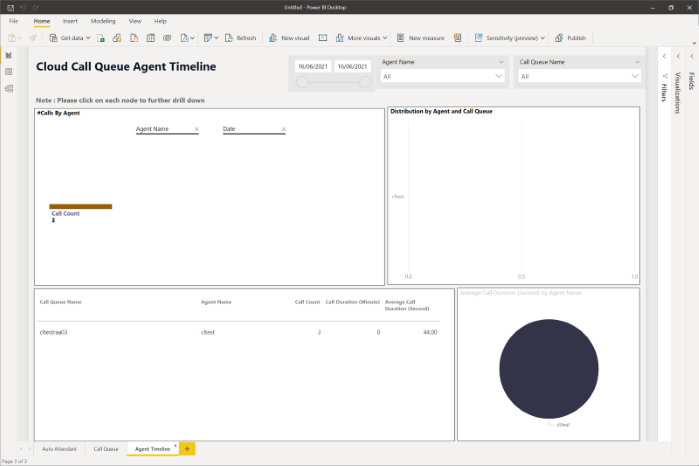 Untitled - Power BI Desktop
File Home Insert Modeling View Help
Get data Refresh New visual More visuals New measure Sensitivity (preview) Publish
Cloud Call Queue Agent Timeline
16/06/2021 16/06/2021
Agent Name
All
Call Queue Name
All
Note : Please click on each node to further drill down
#Calls By Agent
Agent Name Date
Call Count
3
Distribution by Agent and Call Queue
cltest
0.0 0.5 1.0
Call Queue Name Agent Name Call Count Call Duration (Minute) Average Call
Duration (Second)
cltestraa03 cltest 3 0 44.00
Average Call Duration (Second) by Agent Name
cltest
Filters
Visualizations
Fields
Auto Attendant Call Queue Agent Timeline
Page 3 of 3